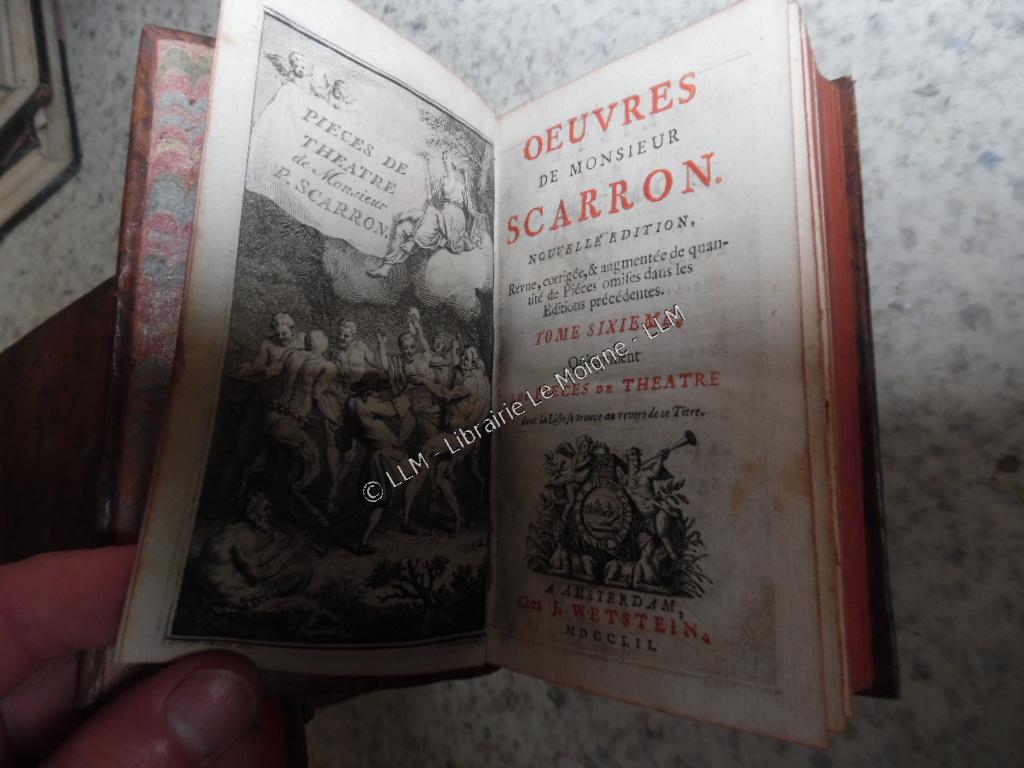 PIECES DE
THEATRE
de Monsieur
P. SCARRON.
OEUVRES
DE MONSIEUR
SCARRON.
NOUVELLE EDITION,
Revue, corrigée, & augmentée de quan-
tité de Piéces omises dans les
Editions précédentes.
TOME SIXIEME,
PIECES DE THEATRE
dont la Liste se trouve au revers de ce Titre.
A AMSTERDAM,
Chez J. WETSTEIN,
MDCCLII.
© LLM - Librairie Le Moigne - LLM